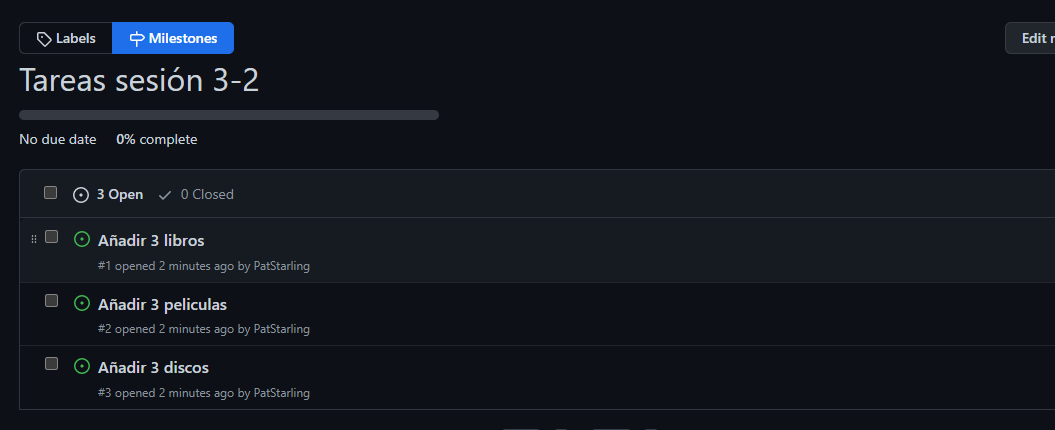 Labels Milestones
Edit
Tareas sesión 3-2
No due date 0% complete
3 Open 0 Closed
Añadir 3 libros
#1 opened 2 minutes ago by PatStarling
Añadir 3 peliculas
#2 opened 2 minutes ago by PatStarling
Añadir 3 discos
#3 opened 2 minutes ago by PatStarling